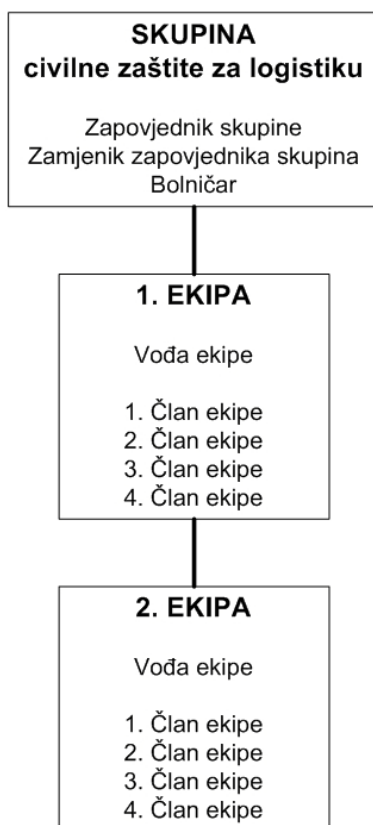 SKUPINA
civilne zaštite za logistiku
Zapovjednik skupine
Zamjenik zapovjednika skupina
Bolničar
1. EKIPA
Vođa ekipe
1. Član ekipe
2. Član ekipe
3. Član ekipe
4. Član ekipe
2. EKIPA
Vođa ekipe
1. Član ekipe
2. Član ekipe
3. Član ekipe
4. Član ekipe